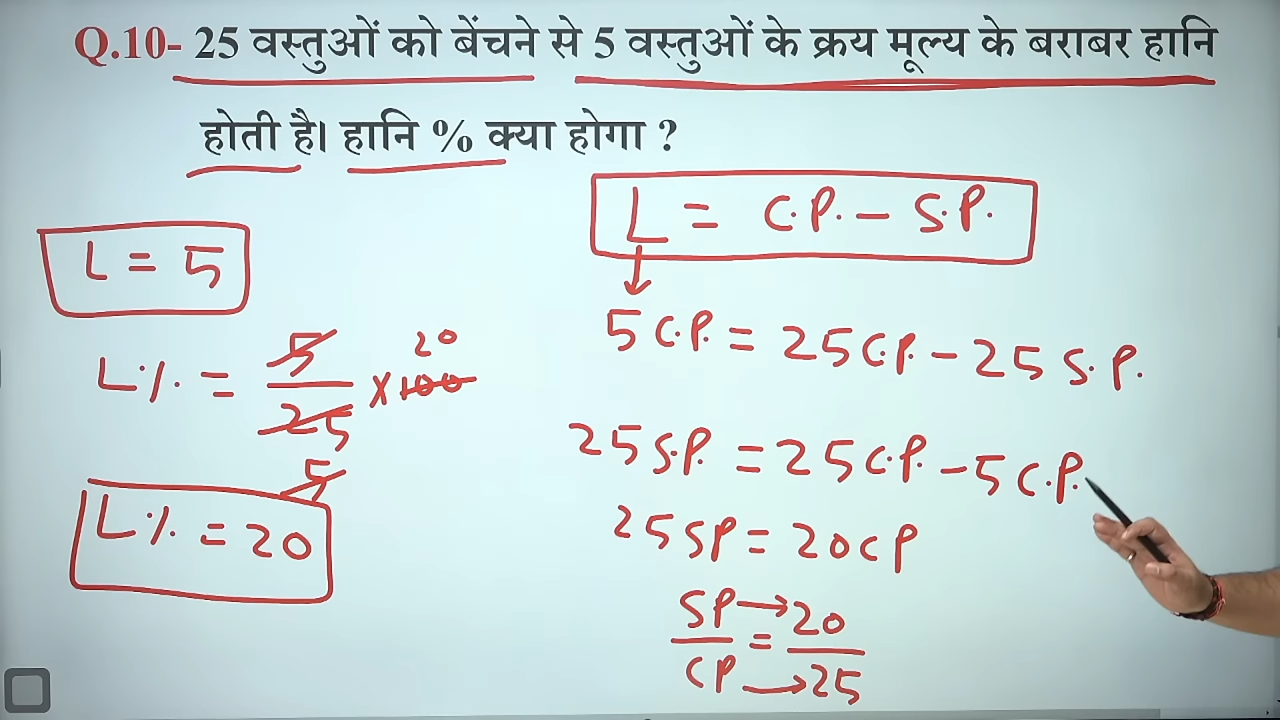 Q.10- 25 वस्तुओं को बेंचने से 5 वस्तुओं के क्रय मूल्य के बराबर हानि
होती है। हानि % क्या होगा ?
L = C.P. - S.P.
L = 5
5 C.P. = 25 C.P. - 25 S.P.
20
L.%. = 5/25 × 100
5
25 S.P. = 25 C.P. - 5 C.P.
L.%. = 20
25 SP = 20 CP
SP → 20
=
CP → 25